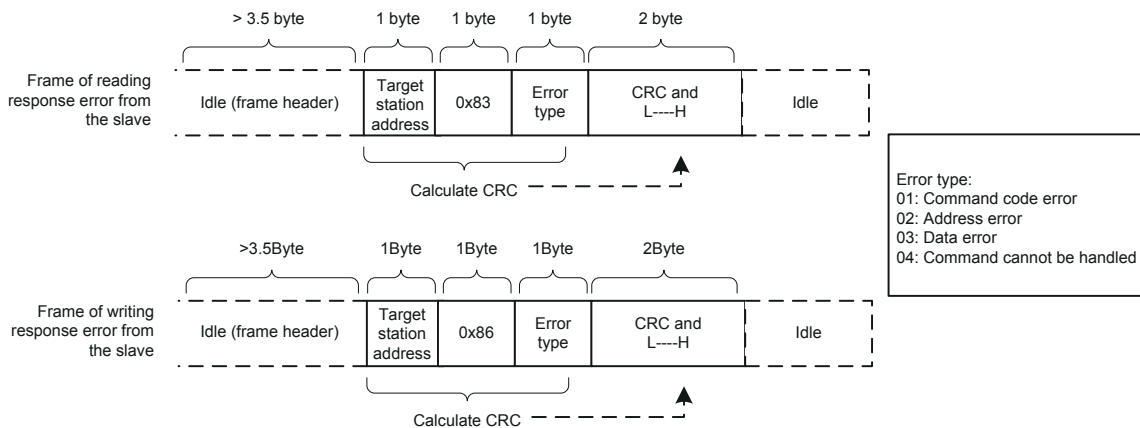 > 3.5 byte
1 byte
1 byte
1 byte
2 byte
Frame of reading
response error from
the slave
Idle (frame header)
Target
station
address
0x83
Error
type
CRC and
L----H
Idle
Calculate CRC
Error type:
01: Command code error
02: Address error
03: Data error
04: Command cannot be handled
>3.5Byte
1Byte
1Byte
1Byte
2Byte
Frame of writing
response error from
the slave
Idle (frame header)
Target
station
address
0x86
Error
type
CRC and
L----H
Idle
Calculate CRC